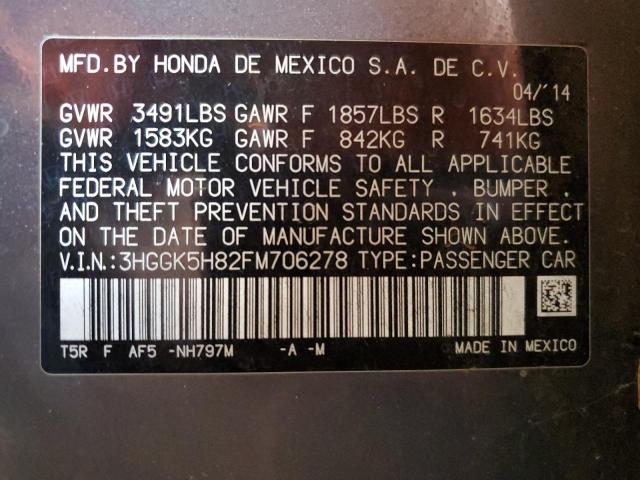 MFD.BY HONDA DE MEXICO S.A. DE C.V.
04/'14
GVWR 3491LBS GAWR F 1857LBS R 1634LBS
GVWR 1583KG GAWR F 842KG R 741KG
THIS VEHICLE CONFORMS TO ALL APPLICABLE
FEDERAL MOTOR VEHICLE SAFETY , BUMPER ,
AND THEFT PREVENTION STANDARDS IN EFFECT
ON THE DATE OF MANUFACTURE SHOWN ABOVE.
V.I.N.:3HGGK5H82FM706278 TYPE:PASSENGER CAR
T5R F AF5 -NH797M -A -M MADE IN MEXICO